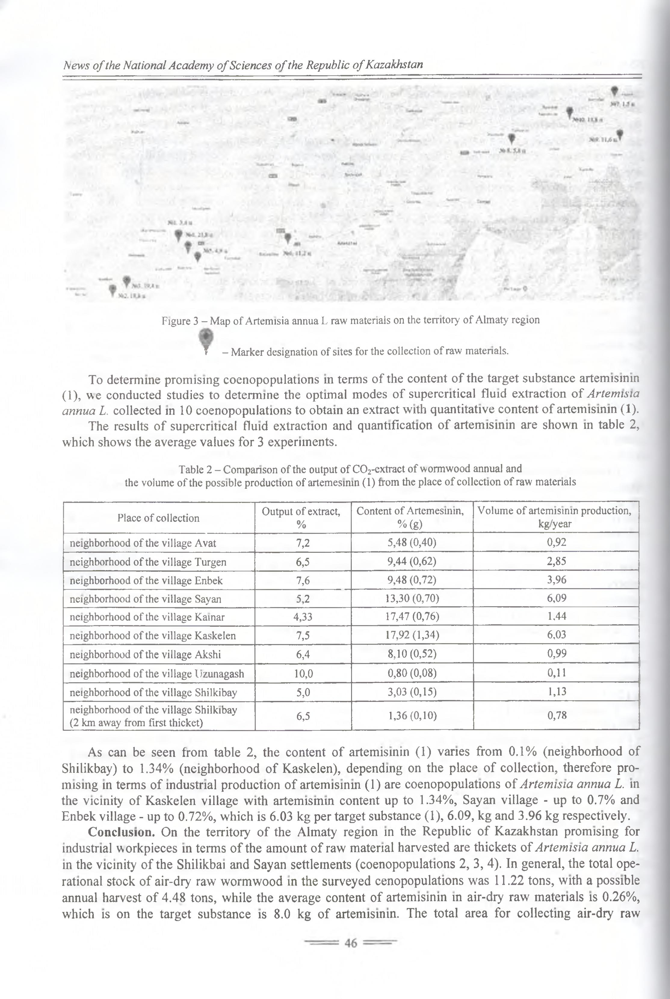 News of the National Academy of Sciences of the Republic of Kazakhstan
Figure 3 – Map of Artemisia annua L raw materials on the territory of Almaty region
– Marker designation of sites for the collection of raw materials.
To determine promising coenopopulations in terms of the content of the target substance artemisinin
(1), we conducted studies to determine the optimal modes of supercritical fluid extraction of Artemisia
annua L. collected in 10 coenopopulations to obtain an extract with quantitative content of artemisinin (1).
The results of supercritical fluid extraction and quantification of artemisinin are shown in table 2,
which shows the average values for 3 experiments.
Table 2 – Comparison of the output of CO₂-extract of wormwood annual and
the volume of the possible production of artemesinin (1) from the place of collection of raw materials
Place of collection Output of extract, % Content of Artemesinin, % (g) Volume of artemisinin production, kg/year
neighborhood of the village Avat 7,2 5,48 (0,40) 0,92
neighborhood of the village Turgen 6,5 9,44 (0,62) 2,85
neighborhood of the village Enbek 7,6 9,48 (0,72) 3,96
neighborhood of the village Sayan 5,2 13,30 (0,70) 6,09
neighborhood of the village Kainar 4,33 17,47 (0,76) 1,44
neighborhood of the village Kaskelen 7,5 17,92 (1,34) 6,03
neighborhood of the village Akshi 6,4 8,10 (0,52) 0,99
neighborhood of the village Uzunagash 10,0 0,80 (0,08) 0,11
neighborhood of the village Shilkibay 5,0 3,03 (0,15) 1,13
neighborhood of the village Shilkibay
(2 km away from first thicket) 6,5 1,36 (0,10) 0,78
As can be seen from table 2, the content of artemisinin (1) varies from 0.1% (neighborhood of
Shilikbay) to 1.34% (neighborhood of Kaskelen), depending on the place of collection, therefore pro-
mising in terms of industrial production of artemisinin (1) are coenopopulations of Artemisia annua L. in
the vicinity of Kaskelen village with artemisinin content up to 1.34%, Sayan village - up to 0.7% and
Enbek village - up to 0.72%, which is 6.03 kg per target substance (1), 6.09, kg and 3.96 kg respectively.
Conclusion. On the territory of the Almaty region in the Republic of Kazakhstan promising for
industrial workpieces in terms of the amount of raw material harvested are thickets of Artemisia annua L.
in the vicinity of the Shilikbai and Sayan settlements (coenopopulations 2, 3, 4). In general, the total ope-
rational stock of air-dry raw wormwood in the surveyed cenopopulations was 11.22 tons, with a possible
annual harvest of 4.48 tons, while the average content of artemisinin in air-dry raw materials is 0.26%,
which is on the target substance is 8.0 kg of artemisinin. The total area for collecting air-dry raw
46